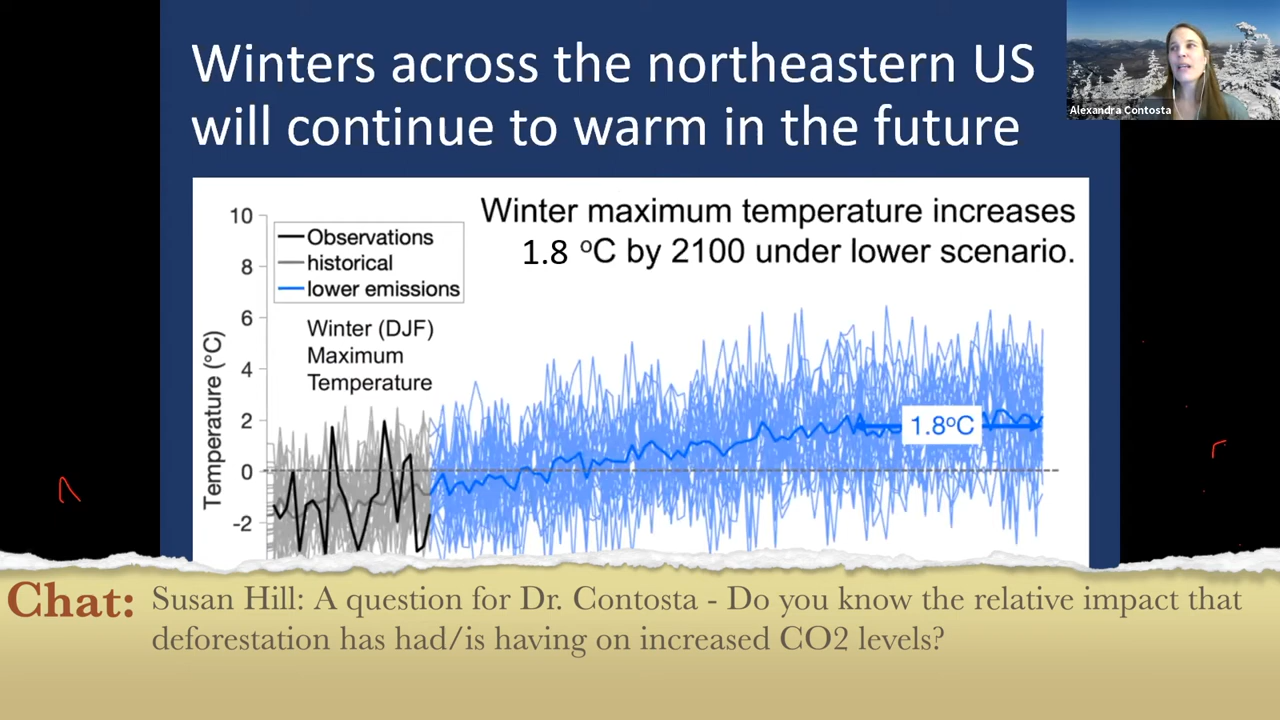 Winters across the northeastern US
will continue to warm in the future
Alexandra Contosta
Winter maximum temperature increases
1.8 ºC by 2100 under lower scenario.
Observations
historical
lower emissions
Winter (DJF)
Maximum
Temperature
Temperature (°C)
10
8
6
4
2
0
-2
1.8ºC
Chat: Susan Hill: A question for Dr. Contosta - Do you know the relative impact that
deforestation has had/is having on increased CO2 levels?